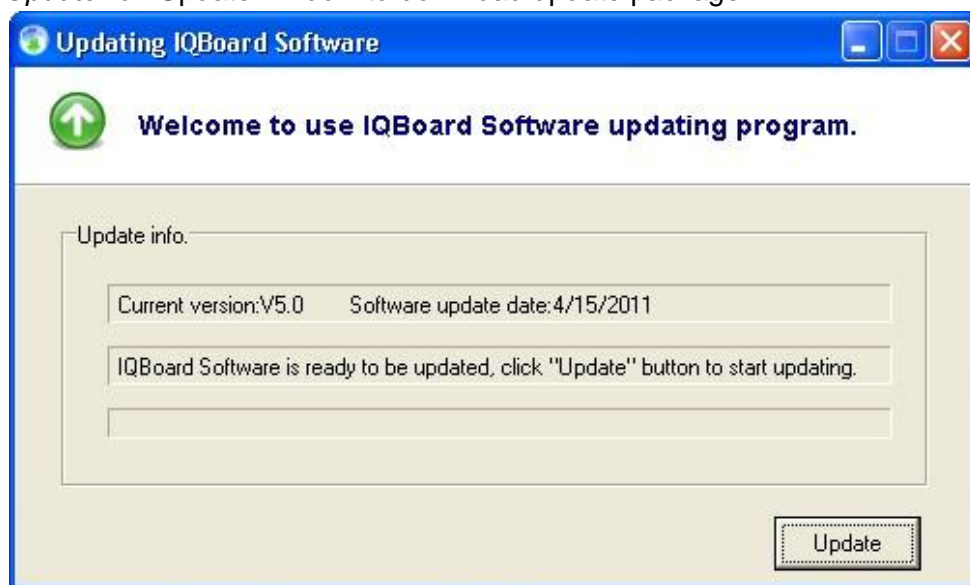 Updating IQBoard Software
Welcome to use IQBoard Software updating program.
Update info.
Current version:V5.0 Software update date:4/15/2011
IQBoard Software is ready to be updated, click "Update" button to start updating.
Update